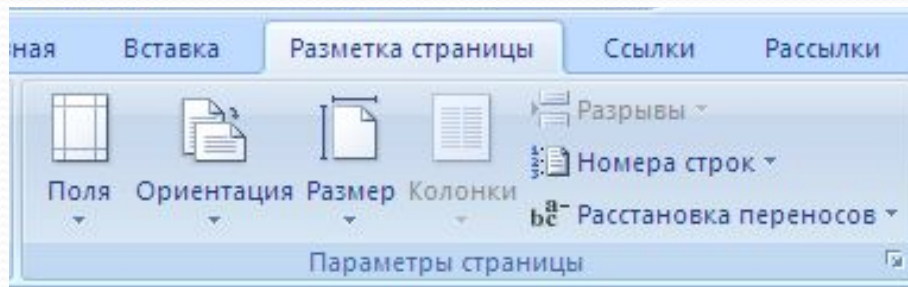 ная Вставка Разметка страницы Ссылки Рассылки
Разрывы
Номера строк
Поля Ориентация Размер Колонки
Расстановка переносов
Параметры страницы